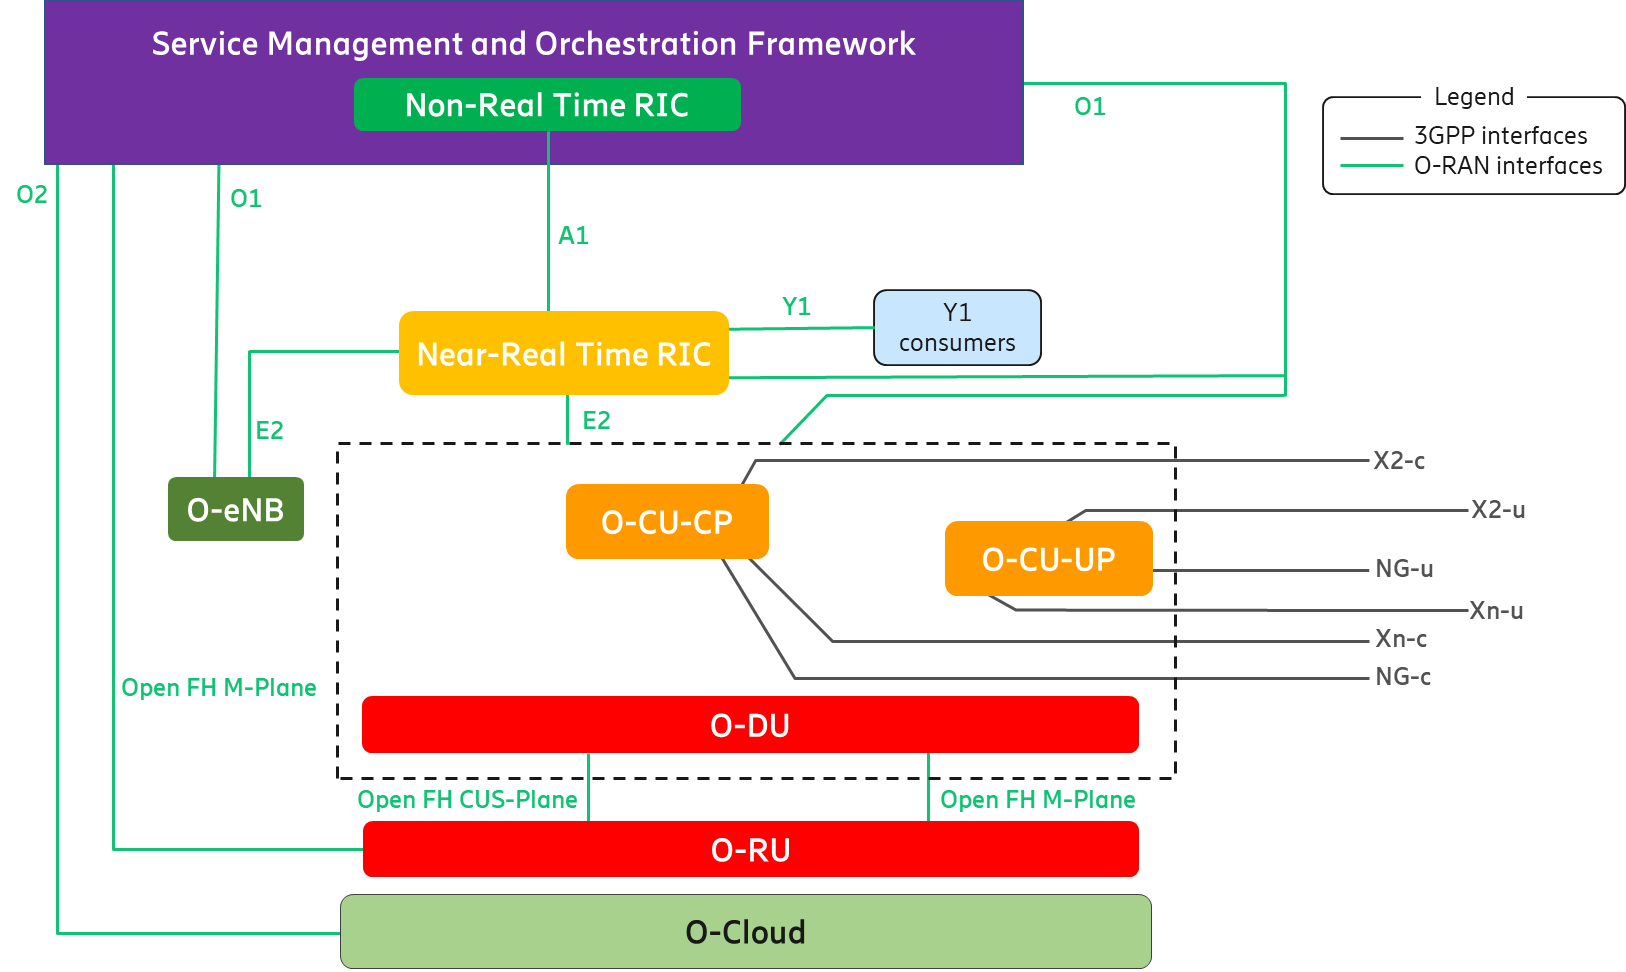 Service Management and Orchestration Framework
Non-Real Time RIC
O1
Legend
3GPP interfaces
O-RAN interfaces
O2
O1
A1
Y1
Y1
consumers
Near-Real Time RIC
E2
E2
O-eNB
O-CU-CP
O-CU-UP
X2-c
X2-u
NG-u
Xn-u
Xn-c
NG-c
Open FH M-Plane
O-DU
Open FH CUS-Plane
Open FH M-Plane
O-RU
O-Cloud